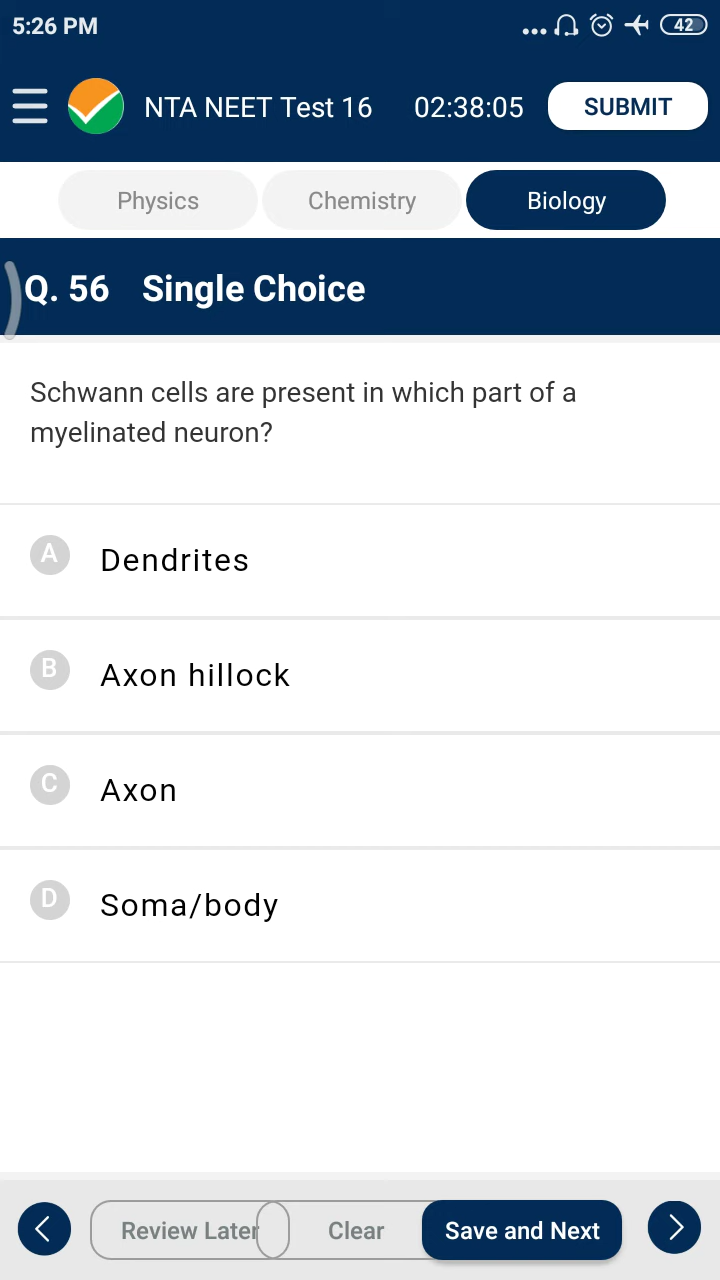 5:26 PM
42
NTA NEET Test 16 02:38:05 SUBMIT
Physics Chemistry Biology
Q. 56 Single Choice
Schwann cells are present in which part of a
myelinated neuron?
A Dendrites
B Axon hillock
C Axon
D Soma/body
Review Later Clear Save and Next